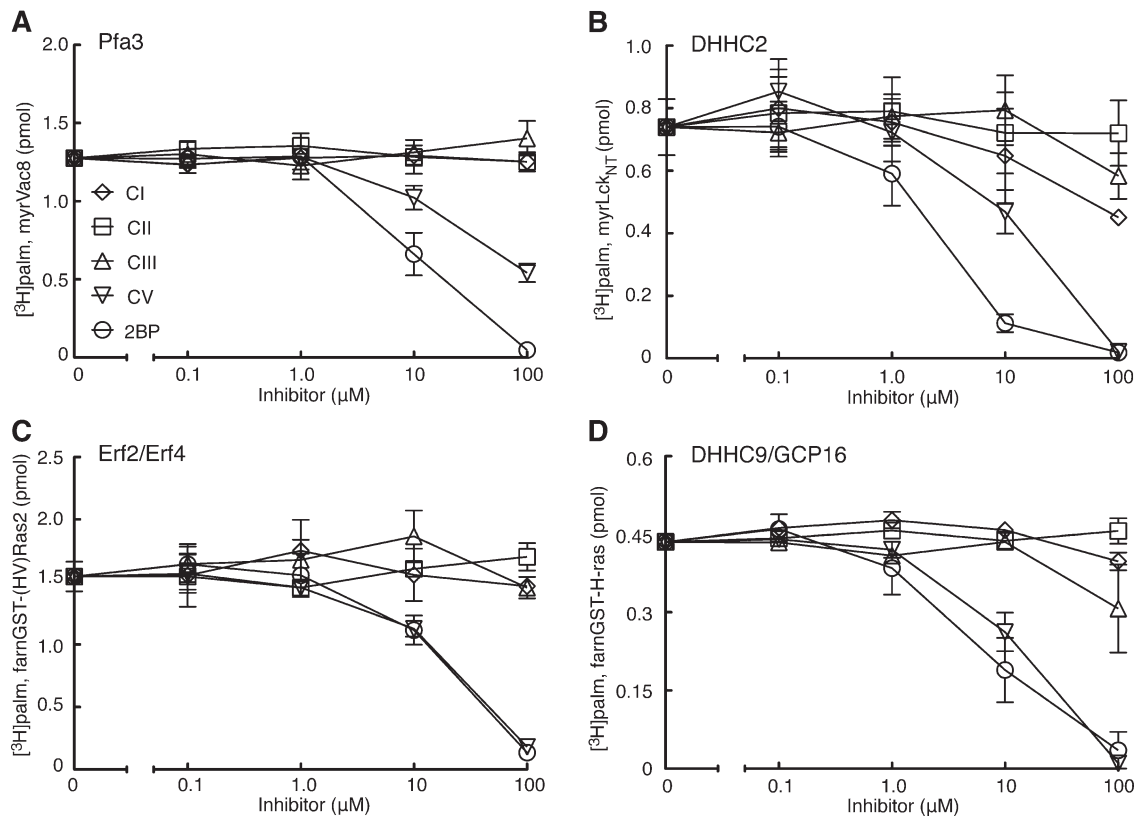 A
Pfa3
[³H]palm, myrVac8 (pmol)
2.0
1.5
1.0
0.5
0
CI
CII
CIII
CV
2BP
0 0.1 1.0 10 100
Inhibitor (µM)
B
DHHC2
[³H]palm, myrLckNT (pmol)
1.0
0.8
0.6
0.4
0.2
0
0 0.1 1.0 10 100
Inhibitor (µM)
C
Erf2/Erf4
[³H]palm, farnGST-(HV)Ras2 (pmol)
2.5
2.0
1.5
1.0
0.5
0
0 0.1 1.0 10 100
Inhibitor (µM)
D
DHHC9/GCP16
[³H]palm, farnGST-H-ras (pmol)
0.6
0.45
0.3
0.15
0
0 0.1 1.0 10 100
Inhibitor (µM)